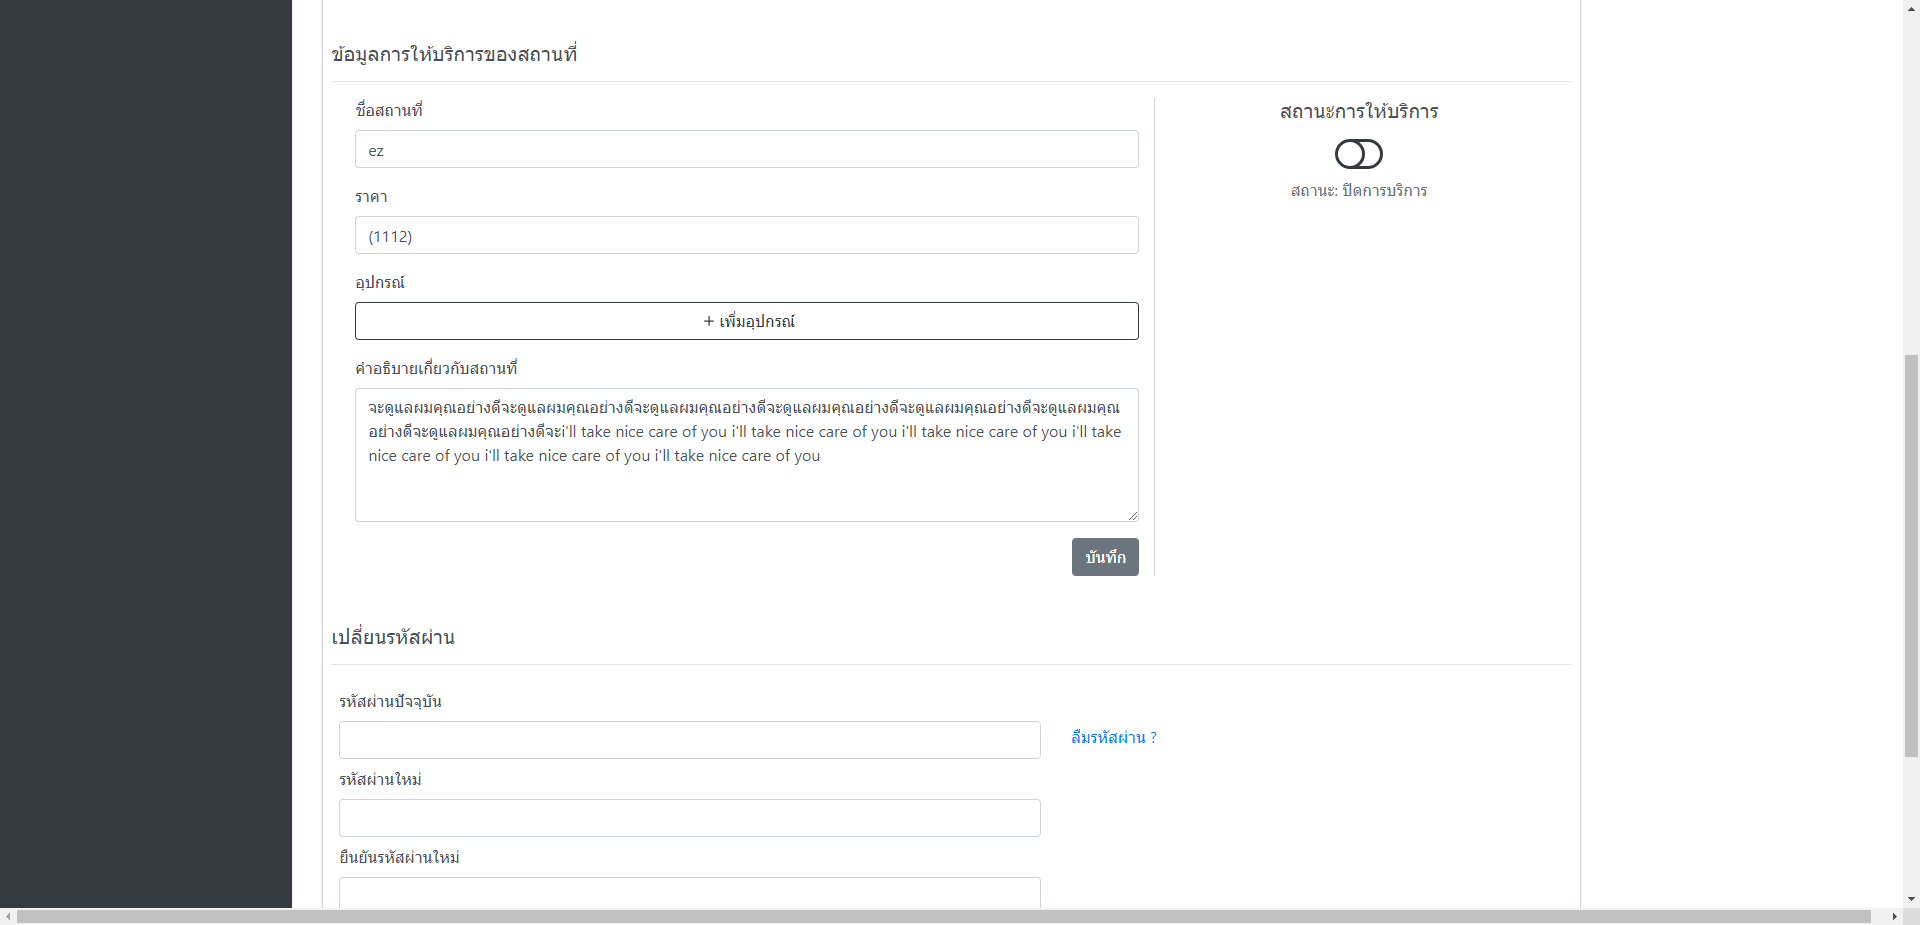 ข้อมูลการให้บริการของสถานที่
ชื่อสถานที่
ez
ราคา
(1112)
อุปกรณ์
+ เพิ่มอุปกรณ์
คำอธิบายเกี่ยวกับสถานที่
จะดูแลผมคุณอย่างดีจะดูแลผมคุณอย่างดีจะดูแลผมคุณอย่างดีจะดูแลผมคุณอย่างดีจะดูแลผมคุณอย่างดีจะดูแลผมคุณ
อย่างดีจะดูแลผมคุณอย่างดีจะi'll take nice care of you i'll take nice care of you i'll take nice care of you i'll take
nice care of you i'll take nice care of you i'll take nice care of you
บันทึก
สถานะการให้บริการ
สถานะ: ปิดการบริการ
เปลี่ยนรหัสผ่าน
รหัสผ่านปัจจุบัน
ลืมรหัสผ่าน ?
รหัสผ่านใหม่
ยืนยันรหัสผ่านใหม่